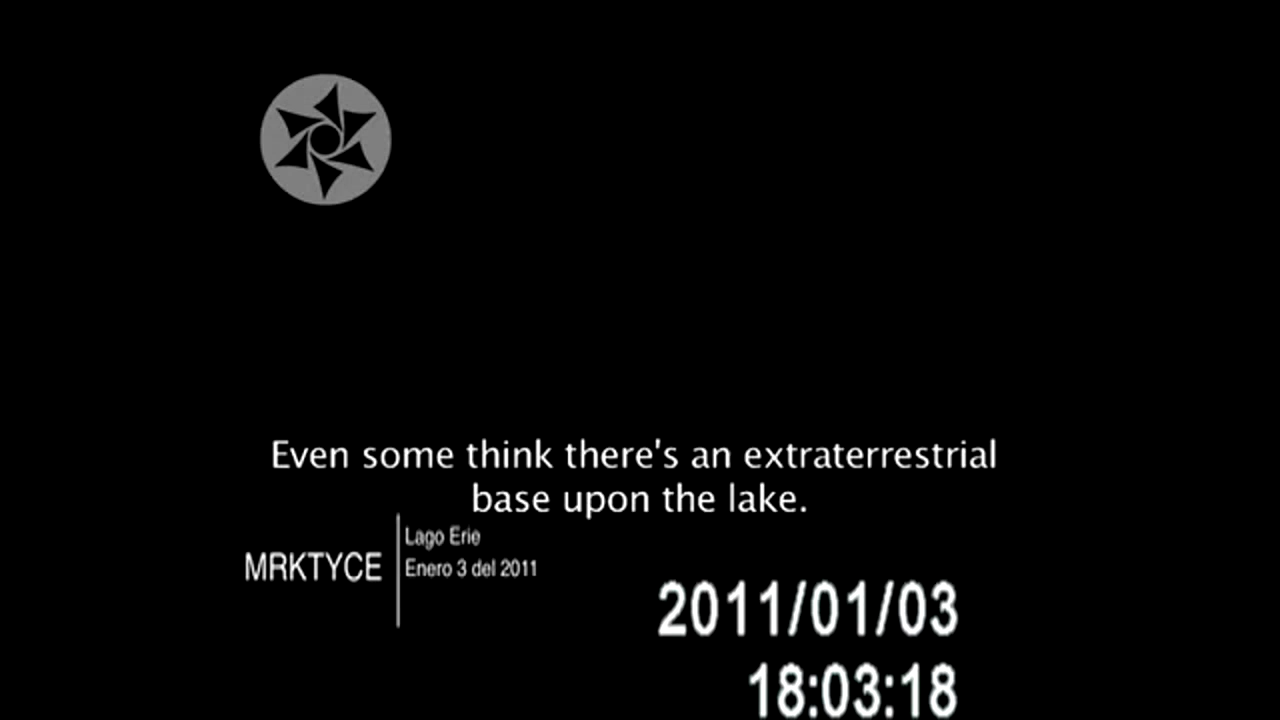 Even some think there's an extraterrestrial
base upon the lake.
MRKTYCE
Lago Erie
Enero 3 del 2011
2011/01/03
18:03:18